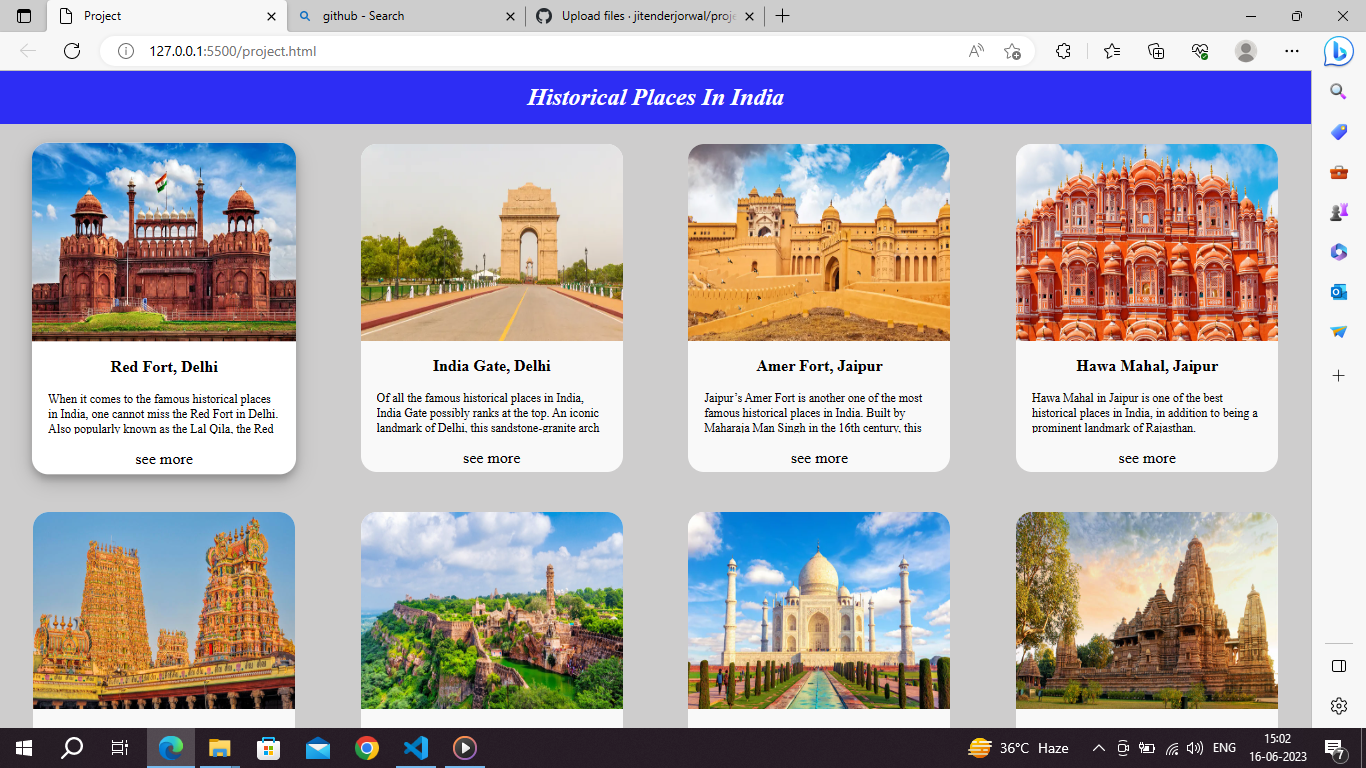 Project
github - Search
Upload files · jitenderjorwal/proje
127.0.0.1:5500/project.html
Historical Places In India
Red Fort, Delhi
When it comes to the famous historical places
in India, one cannot miss the Red Fort in Delhi.
Also popularly known as the Lal Qila, the Red
see more
India Gate, Delhi
Of all the famous historical places in India,
India Gate possibly ranks at the top. An iconic
landmark of Delhi, this sandstone-granite arch
see more
Amer Fort, Jaipur
Jaipur’s Amer Fort is another one of the most
famous historical places in India. Built by
Maharaja Man Singh in the 16th century, this
see more
Hawa Mahal, Jaipur
Hawa Mahal in Jaipur is one of the best
historical places in India, in addition to being a
prominent landmark of Rajasthan.
see more
36°C Haze
ENG
15:02
16-06-2023
7